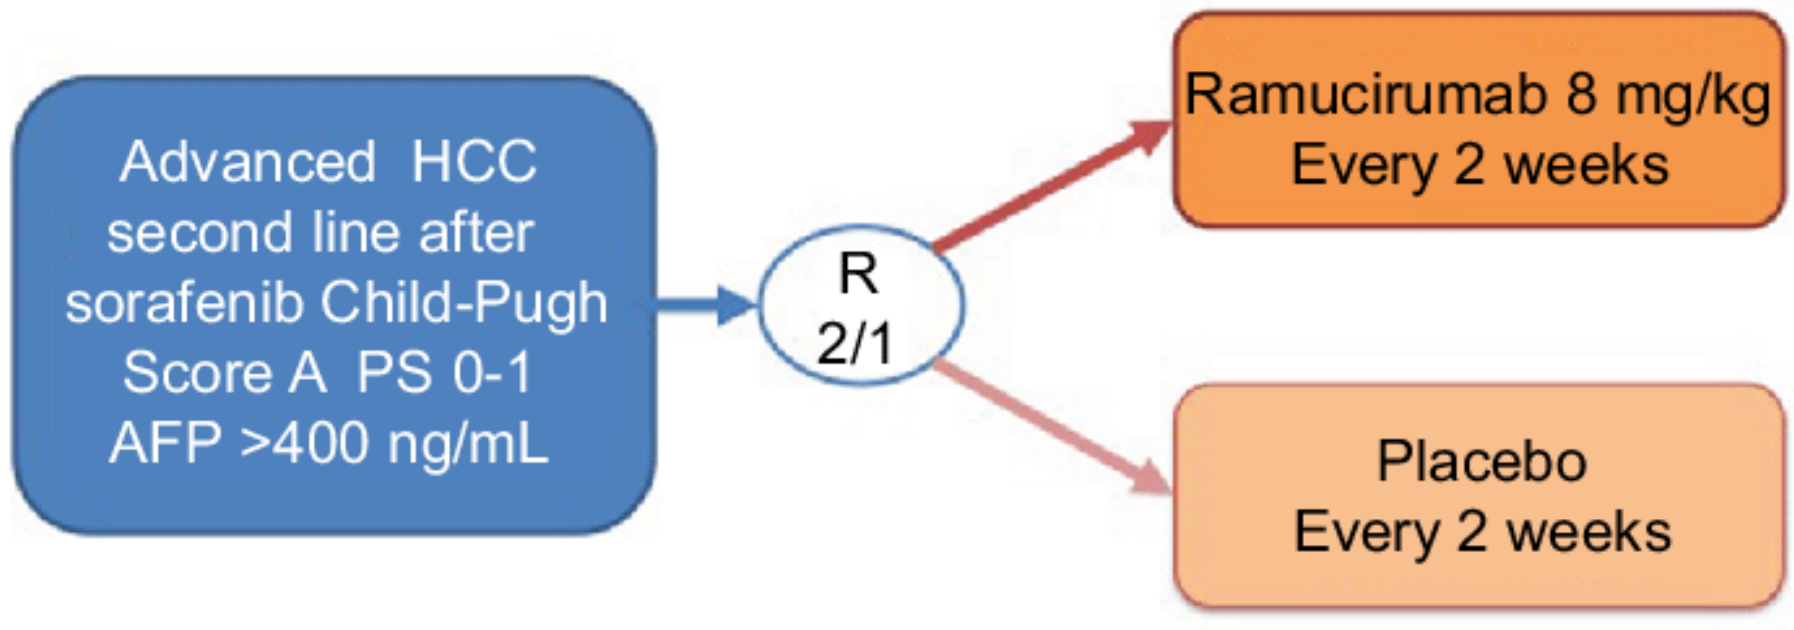 Advanced HCC
second line after
sorafenib Child-Pugh
Score A PS 0-1
AFP >400 ng/mL
R
2/1
Ramucirumab 8 mg/kg
Every 2 weeks
Placebo
Every 2 weeks